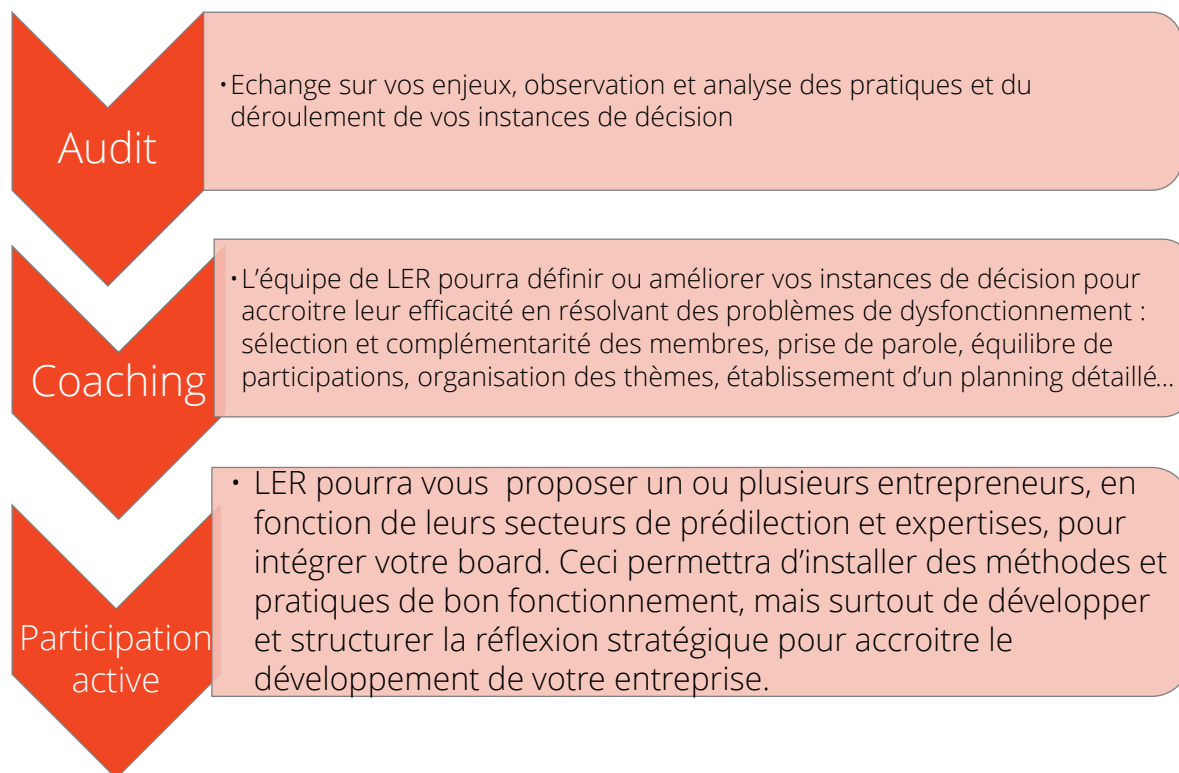 Audit
• Echange sur vos enjeux, observation et analyse des pratiques et du
déroulement de vos instances de décision
Coaching
• L’équipe de LER pourra définir ou améliorer vos instances de décision pour
accroitre leur efficacité en résolvant des problèmes de dysfonctionnement :
sélection et complémentarité des membres, prise de parole, équilibre de
participations, organisation des thèmes, établissement d’un planning détaillé…
Participation
active
• LER pourra vous  proposer un ou plusieurs entrepreneurs, en
fonction de leurs secteurs de prédilection et expertises, pour
intégrer votre board. Ceci permettra d’installer des méthodes et
pratiques de bon fonctionnement, mais surtout de développer
et structurer la réflexion stratégique pour accroitre le
développement de votre entreprise.